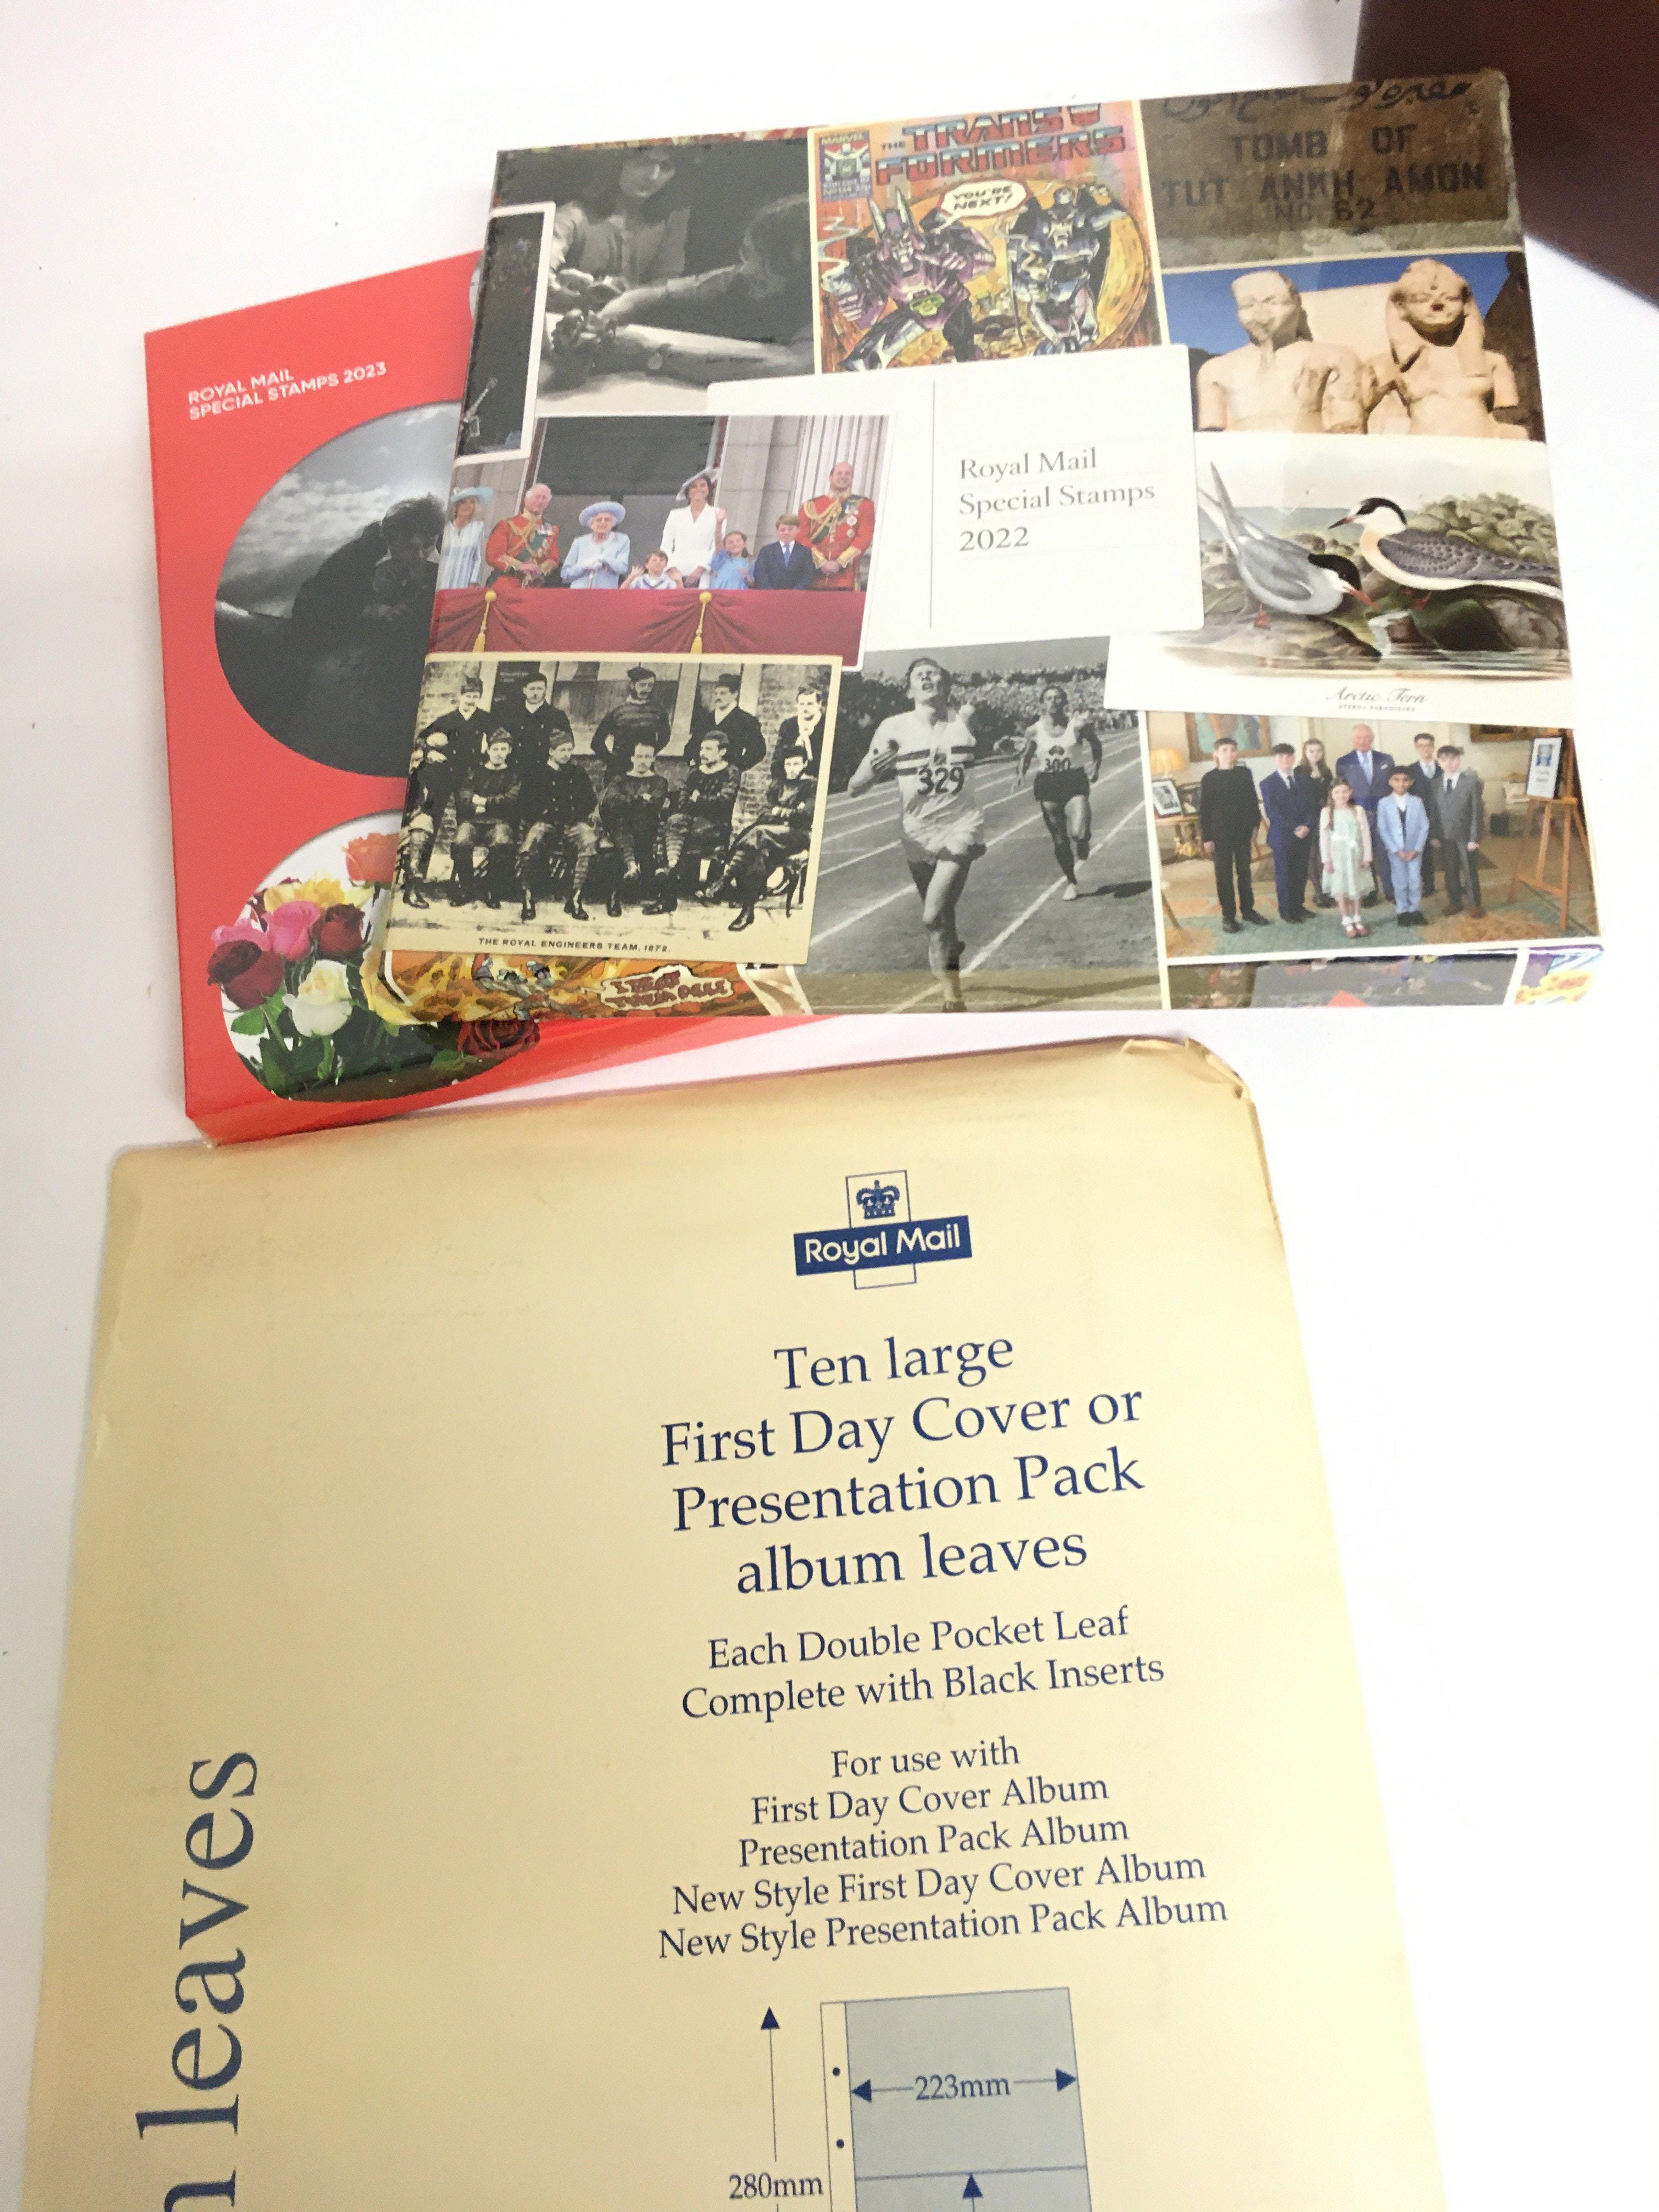 ROYAL MAIL
SPECIAL STAMPS 2023
MARVEL
THE TRANS
FORMERS
YOU'RE
NEXT!
TOMB OF
TUT ANKH AMON
NO 62
Royal Mail
Special Stamps
2022
Arctic Tern
329
300
THE ROYAL ENGINEERS TEAM, 1872.
Royal Mail
Ten large
First Day Cover or
Presentation Pack
album leaves
Each Double Pocket Leaf
Complete with Black Inserts
For use with
First Day Cover Album
Presentation Pack Album
New Style First Day Cover Album
New Style Presentation Pack Album
223mm
280mm
leaves